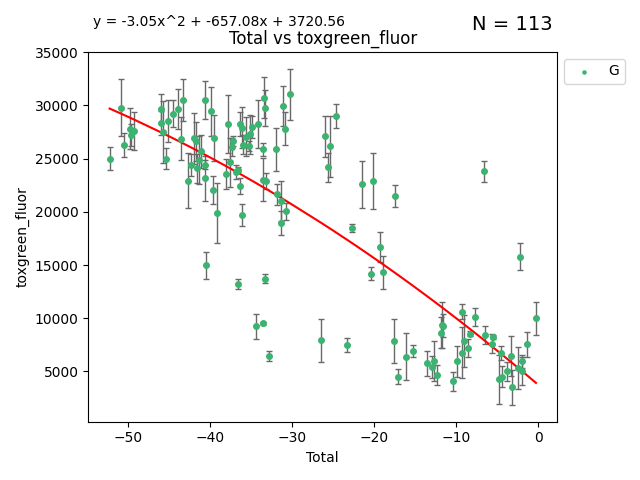 y = -3.05x^2 + -657.08x + 3720.56
N = 113
Total vs toxgreen_fluor
G
toxgreen_fluor
35000
30000
25000
20000
15000
10000
5000
−50 −40 −30 −20 −10 0
Total